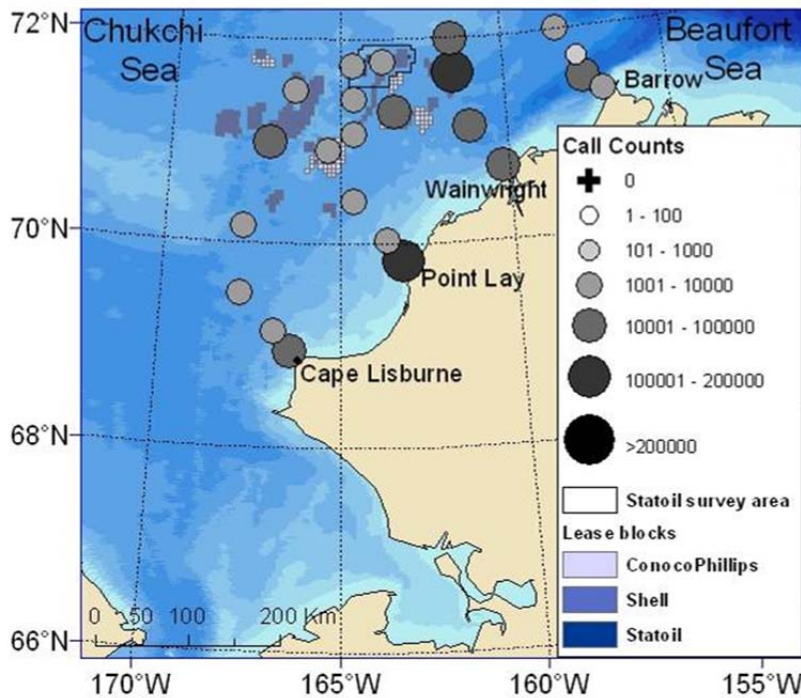 72°N
Chukchi
Sea
Beaufort
Sea
Barrow
Wainwright
70°N
Point Lay
Cape Lisburne
68°N
66°N
0 50 100 200 Km
170°W
165°W
160°W
155°W
Call Counts
0
1 - 100
101 - 1000
1001 - 10000
10001 - 100000
100001 - 200000
>200000
Statoil survey area
Lease blocks
ConocoPhillips
Shell
Statoil